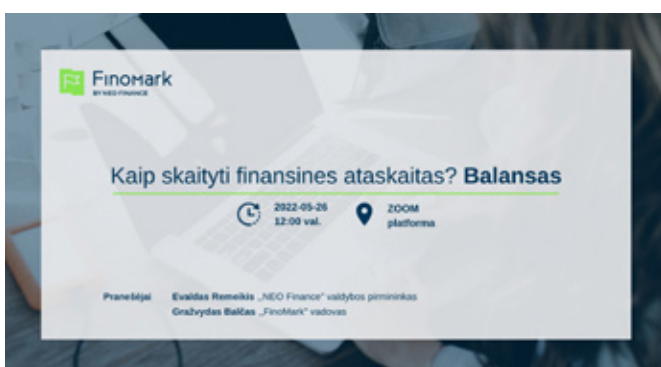 FinoMark
BY NEO FINANCE
Kaip skaityti finansines ataskaitas? Balansas
2022-05-26
12:00 val.
ZOOM
platforma
Pranešėjai
Evaldas Remeikis „NEO Finance" valdybos pirmininkas
Gražvydas Balčas „FinoMark" vadovas